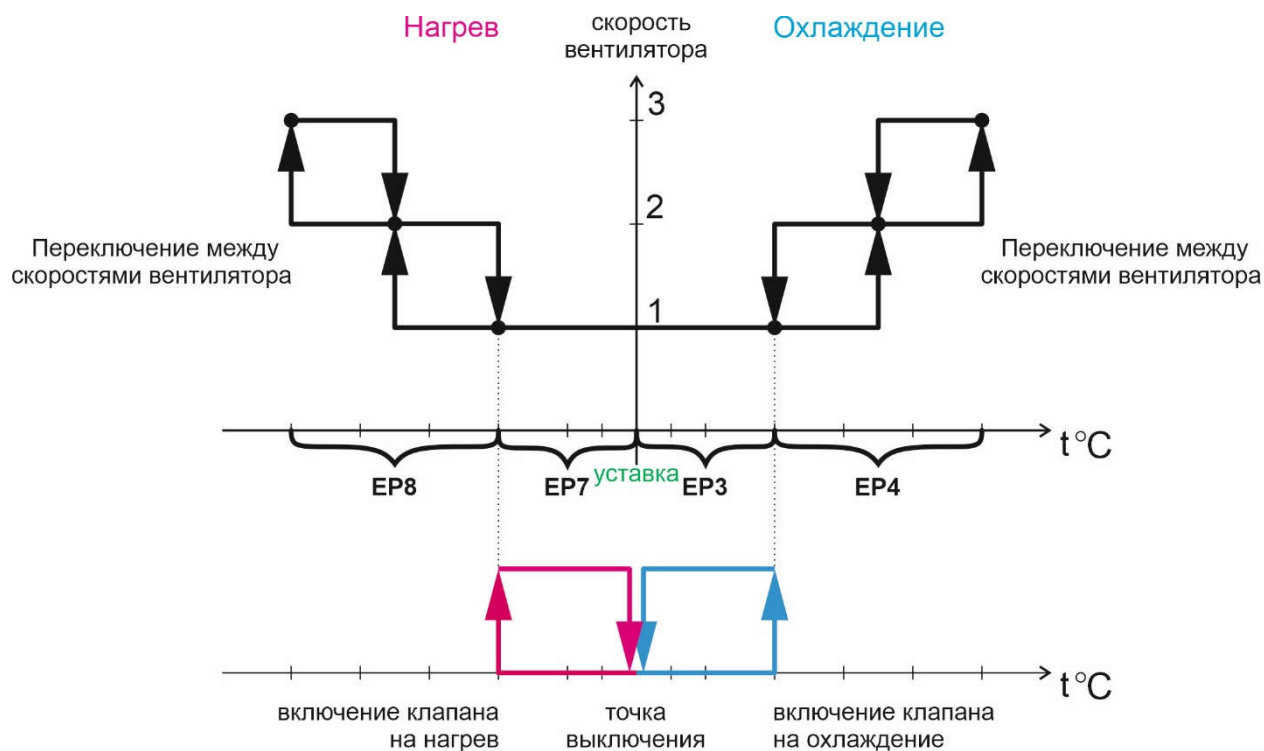 Нагрев
скорость
вентилятора
Охлаждение
3
2
1
Переключение между
скоростями вентилятора
Переключение между
скоростями вентилятора
t°C
EP8
EP7
уставка
EP3
EP4
t°C
включение клапана
на нагрев
точка
выключения
включение клапана
на охлаждение